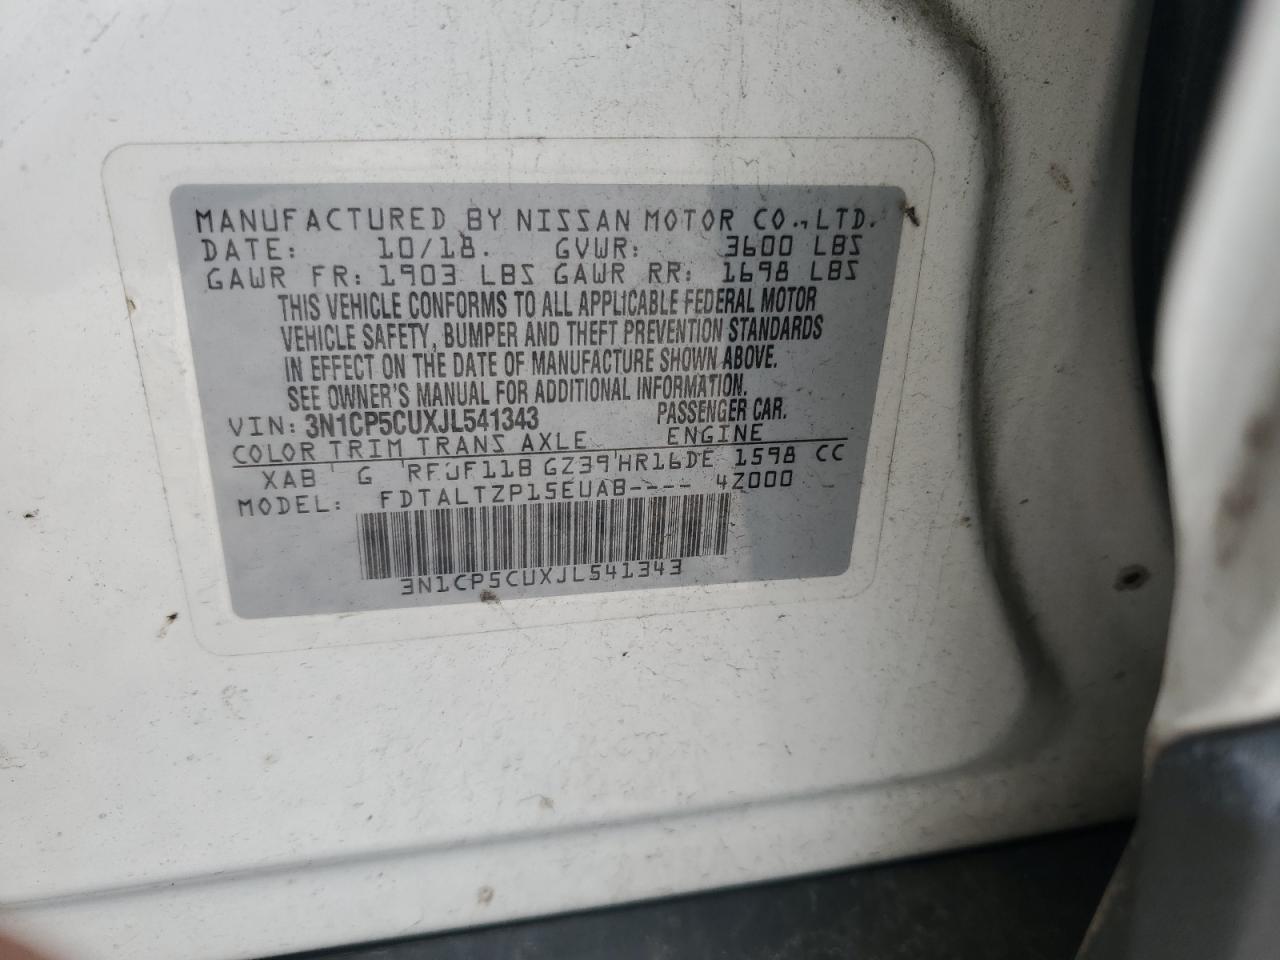 MANUFACTURED BY NISSAN MOTOR CO., LTD.
DATE: 10/18. GVWR: 3600 LBS
GAWR FR: 1903 LBS GAWR RR: 1698 LBS
THIS VEHICLE CONFORMS TO ALL APPLICABLE FEDERAL MOTOR
VEHICLE SAFETY, BUMPER AND THEFT PREVENTION STANDARDS
IN EFFECT ON THE DATE OF MANUFACTURE SHOWN ABOVE.
SEE OWNER'S MANUAL FOR ADDITIONAL INFORMATION.
VIN: 3N1CP5CUXJL541343 PASSENGER CAR.
COLOR TRIM TRANS AXLE ENGINE
XAB G RF0F11B GZ39 HR16DE 1598 CC
MODEL: FDTALTZP15EUAB---- 4Z000
3N1CP5CUXJL541343